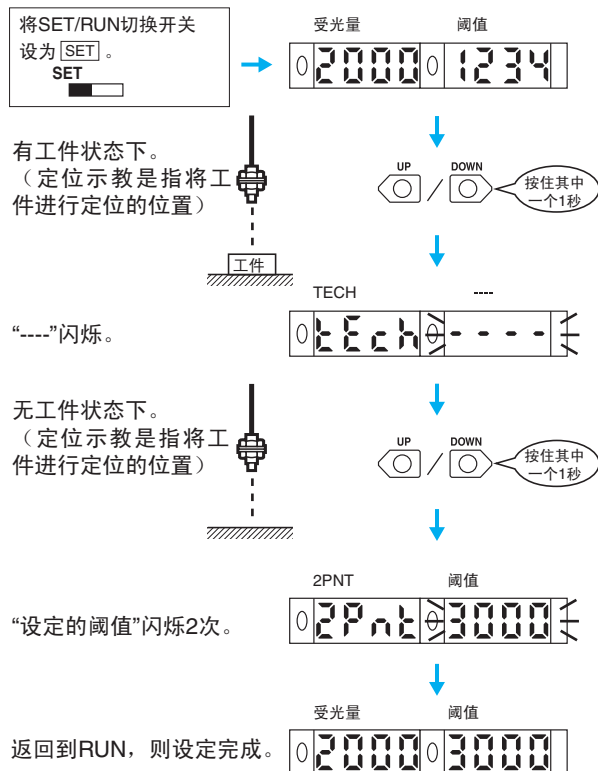 将SET/RUN切换开关
设为 SET 。
SET
受光量 阈值
2000 1234
有工件状态下。
（定位示教是指将工
件进行定位的位置）
工件
UP / DOWN
按住其中
一个1秒
TECH ----
tEch ----
“----”闪烁。
无工件状态下。
（定位示教是指将工
件进行定位的位置）
UP / DOWN
按住其中
一个1秒
2PNT 阈值
2Pnt 3000
“设定的阈值”闪烁2次。
受光量 阈值
2000 3000
返回到RUN，则设定完成。